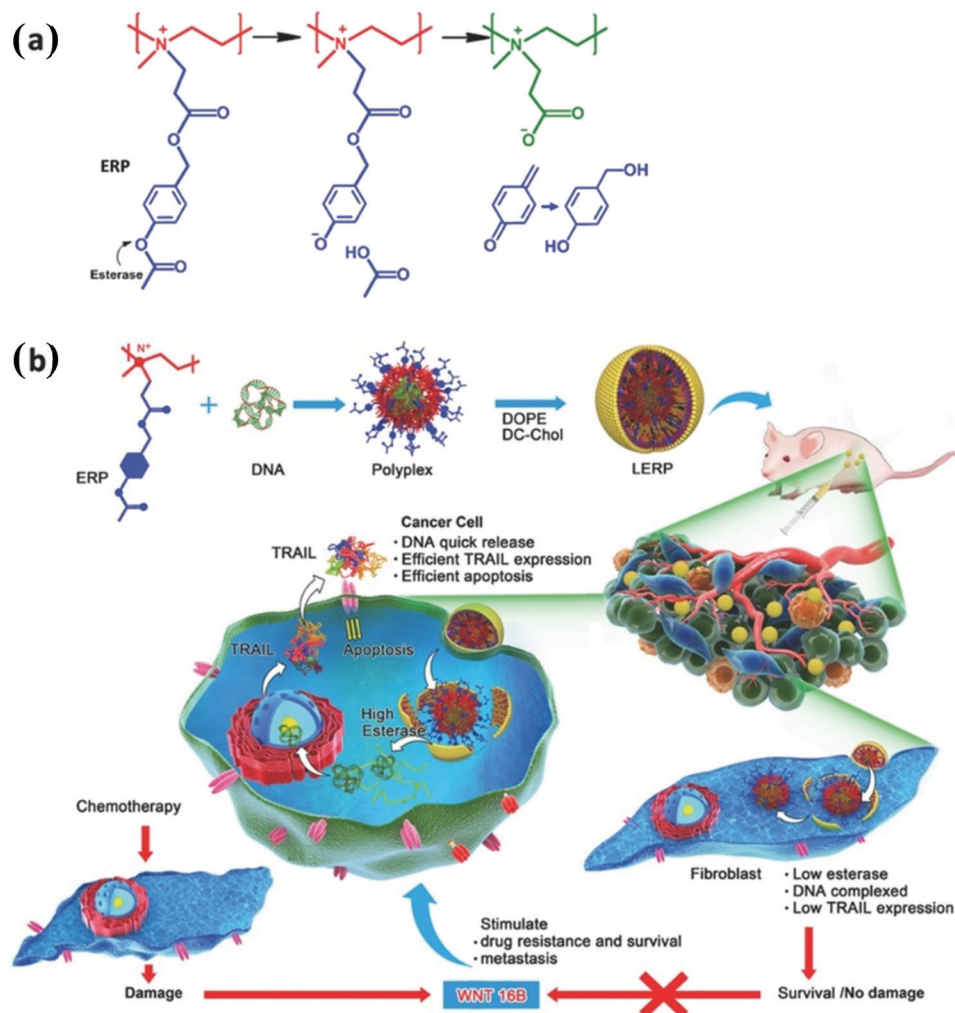 (a)
N+
O
O
ERP
O
Esterase
O
N+
O
O
O−
HO
O
N+
O
O−
O
OH
HO
(b)
N+
ERP
+
DNA
Polyplex
DOPE
DC-Chol
LERP
Cancer Cell
• DNA quick release
• Efficient TRAIL expression
• Efficient apoptosis
TRAIL
TRAIL
Apoptosis
High
Esterase
Chemotherapy
Damage
Stimulate
• drug resistance and survival
• metastasis
WNT 16B
Fibroblast
• Low esterase
• DNA complexed
• Low TRAIL expression
Survival /No damage